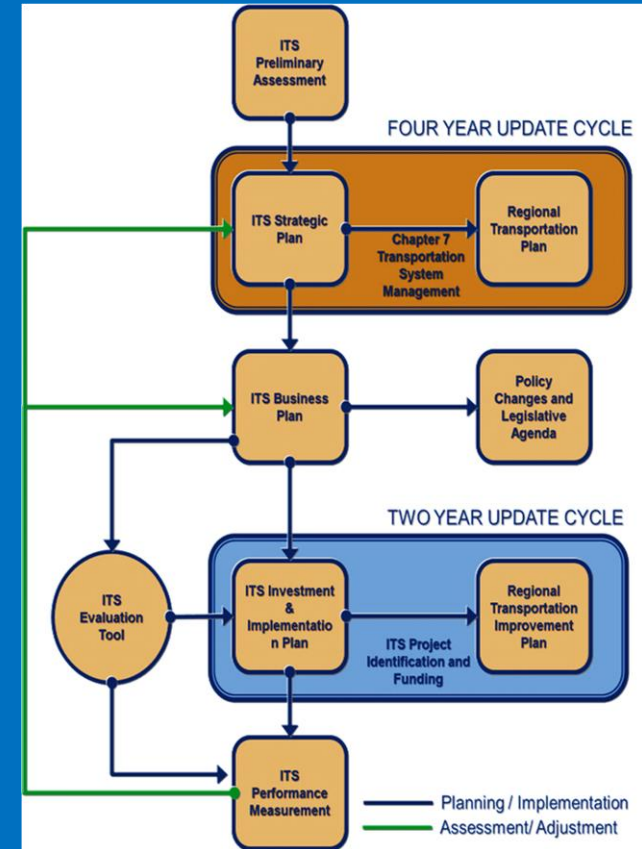 ITS
Preliminary
Assessment
FOUR YEAR UPDATE CYCLE
ITS Strategic
Plan
Chapter 7
Transportation
System
Management
Regional
Transportation
Plan
ITS Business
Plan
Policy
Changes and
Legislative
Agenda
TWO YEAR UPDATE CYCLE
ITS
Evaluation
Tool
ITS Investment
&
Implementatio
n Plan
ITS Project
Identification and
Funding
Regional
Transportation
Improvement
Plan
ITS
Performance
Measurement
Planning / Implementation
Assessment/ Adjustment